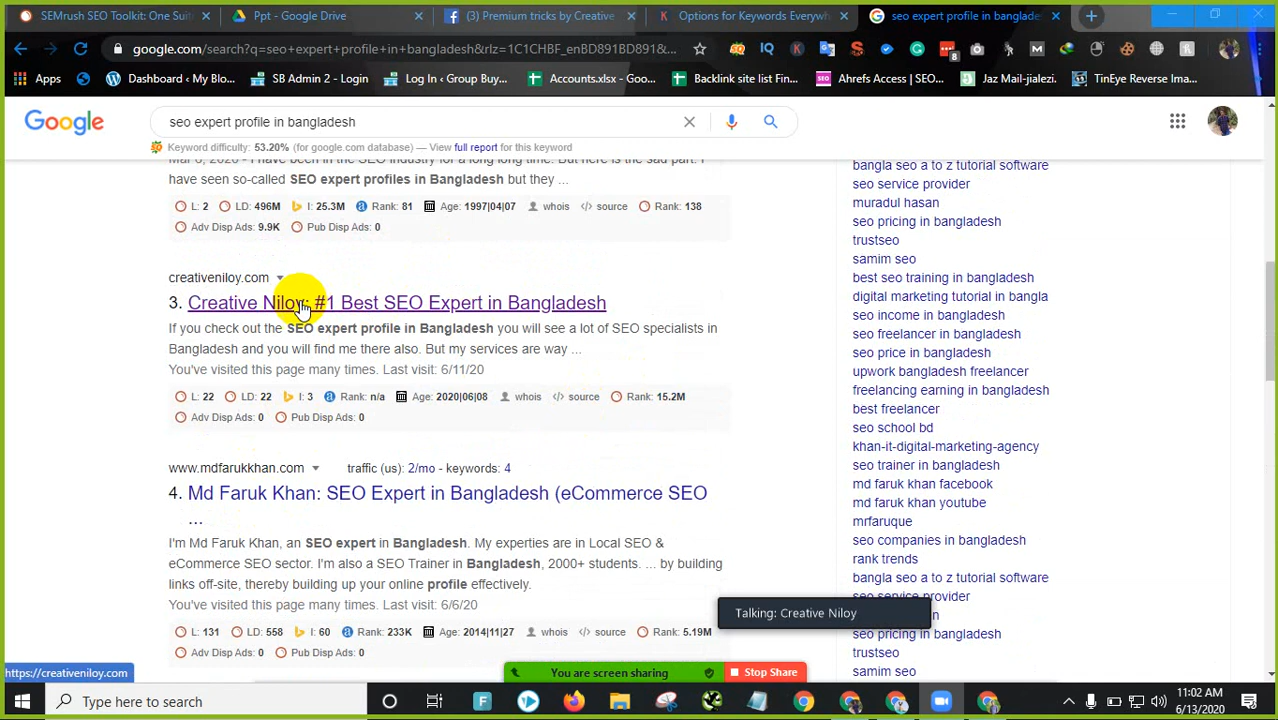 SEMrush SEO Toolkit: One Suit
Ppt - Google Drive
(3) Premium tricks by Creative
Options for Keywords Everywh
seo expert profile in banglade
google.com/search?q=seo+expert+profile+in+bangladesh&rlz=1C1CHBF_enBD891BD891&...
Apps
Dashboard ‹ My Blo...
SB Admin 2 - Login
Log In ‹ Group Buy...
Accounts.xlsx - Goo...
Backlink site list Fin...
Ahrefs Access | SEO...
Jaz Mail-jialezi.
TinEye Reverse Ima...
Google
seo expert profile in bangladesh
Keyword difficulty: 53.20% (for google.com database) — View full report for this keyword
Mar 6, 2020 - I have been in the SEO industry for a long long time. But here is the sad part. I
have seen so-called SEO expert profiles in Bangladesh but they ...
L: 2 LD: 496M I: 25.3M Rank: 81 Age: 1997|04|07 whois source Rank: 138
Adv Disp Ads: 9.9K Pub Disp Ads: 0
creativeniloy.com
3. Creative Niloy: #1 Best SEO Expert in Bangladesh
If you check out the SEO expert profile in Bangladesh you will see a lot of SEO specialists in
Bangladesh and you will find me there also. But my services are way ...
You've visited this page many times. Last visit: 6/11/20
L: 22 LD: 22 I: 3 Rank: n/a Age: 2020|06|08 whois source Rank: 15.2M
Adv Disp Ads: 0 Pub Disp Ads: 0
www.mdfarukkhan.com traffic (us): 2/mo - keywords: 4
4. Md Faruk Khan: SEO Expert in Bangladesh (eCommerce SEO
...
I'm Md Faruk Khan, an SEO expert in Bangladesh. My experties are in Local SEO &
eCommerce SEO sector. I'm also a SEO Trainer in Bangladesh, 2000+ students. ... by building
links off-site, thereby building up your online profile effectively.
You've visited this page many times. Last visit: 6/6/20
L: 131 LD: 558 I: 60 Rank: 233K Age: 2014|11|27 whois source Rank: 5.19M
Adv Disp Ads: 0 Pub Disp Ads: 0
bangla seo a to z tutorial software
seo service provider
muradul hasan
seo pricing in bangladesh
trustseo
samim seo
best seo training in bangladesh
digital marketing tutorial in bangla
seo income in bangladesh
seo freelancer in bangladesh
seo price in bangladesh
upwork bangladesh freelancer
freelancing earning in bangladesh
best freelancer
seo school bd
khan-it-digital-marketing-agency
seo trainer in bangladesh
md faruk khan facebook
md faruk khan youtube
mrfaruque
seo companies in bangladesh
rank trends
bangla seo a to z tutorial software
seo service provider
seo pricing in bangladesh
trustseo
samim seo
Talking: Creative Niloy
https://creativeniloy.com
You are screen sharing
Stop Share
Type here to search
11:02 AM
6/13/2020